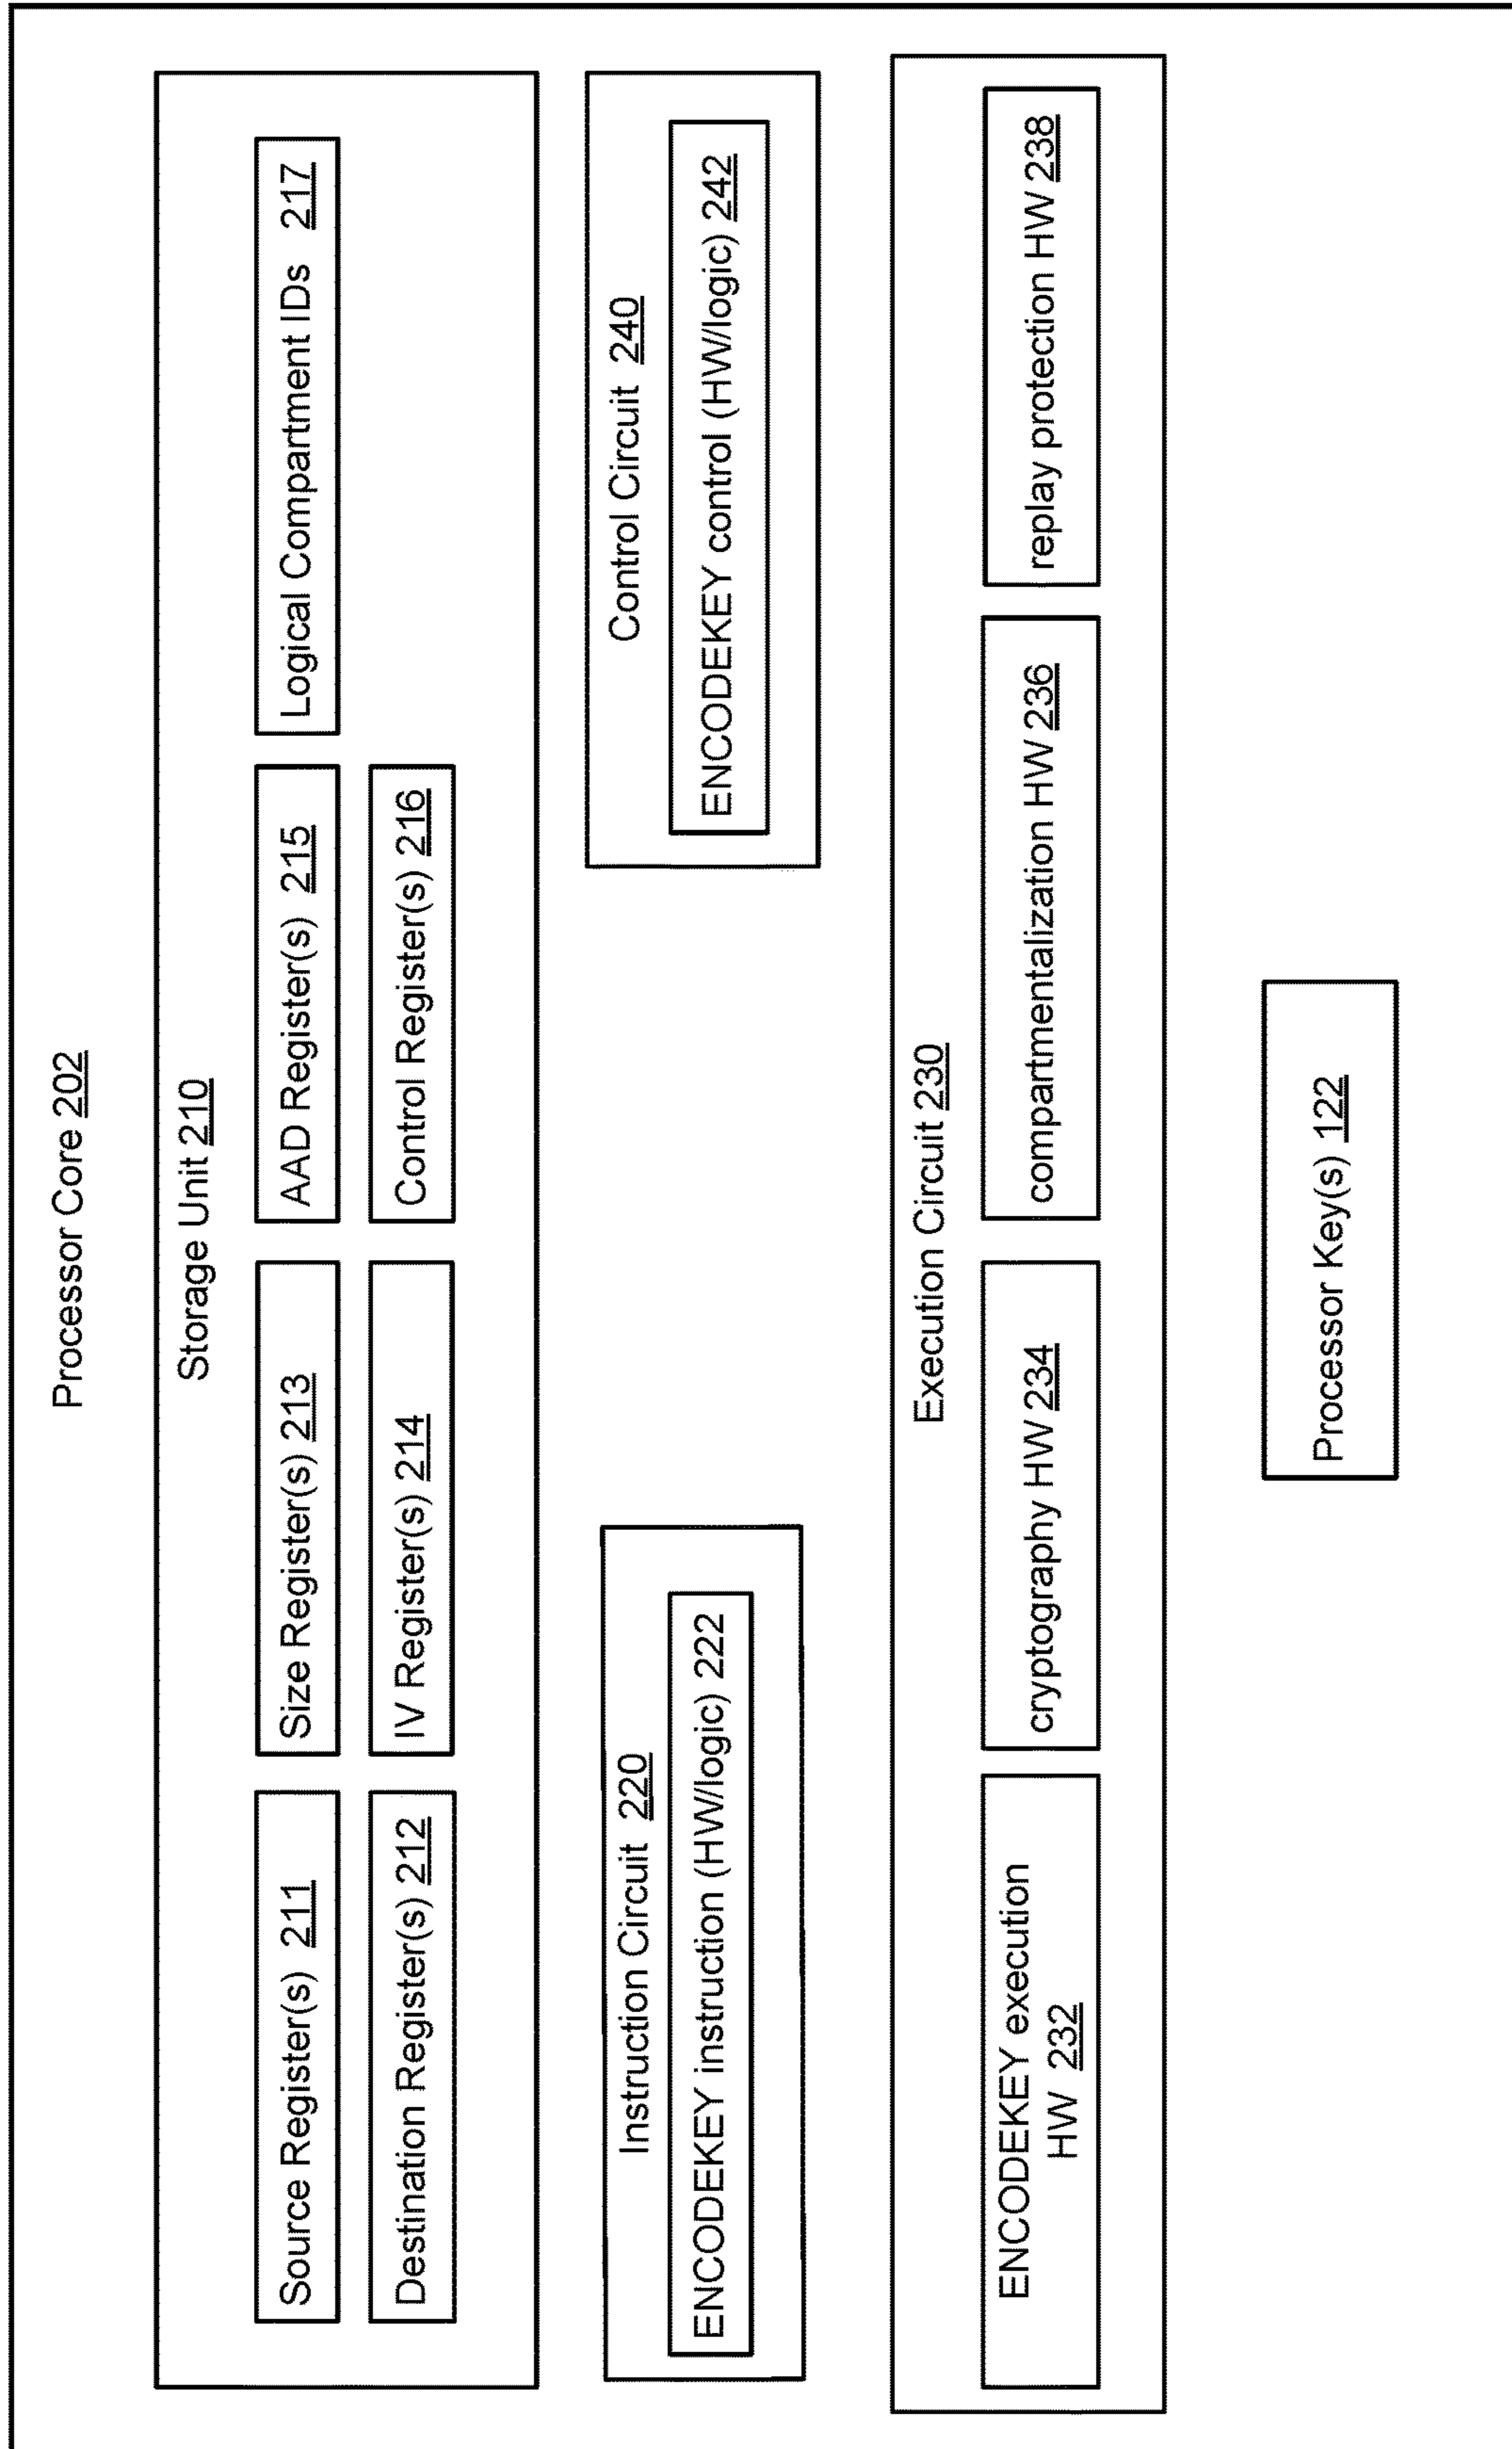 Processor Core 202
Storage Unit 210
Source Register(s) 211
Size Register(s) 213
AAD Register(s) 215
Logical Compartment IDs 217
Destination Register(s) 212
IV Register(s) 214
Control Register(s) 216
Instruction Circuit 220
ENCODEKEY instruction (HW/logic) 222
Control Circuit 240
ENCODEKEY control (HW/logic) 242
Execution Circuit 230
ENCODEKEY execution
HW 232
cryptography HW 234
compartmentalization HW 236
replay protection HW 238
Processor Key(s) 122